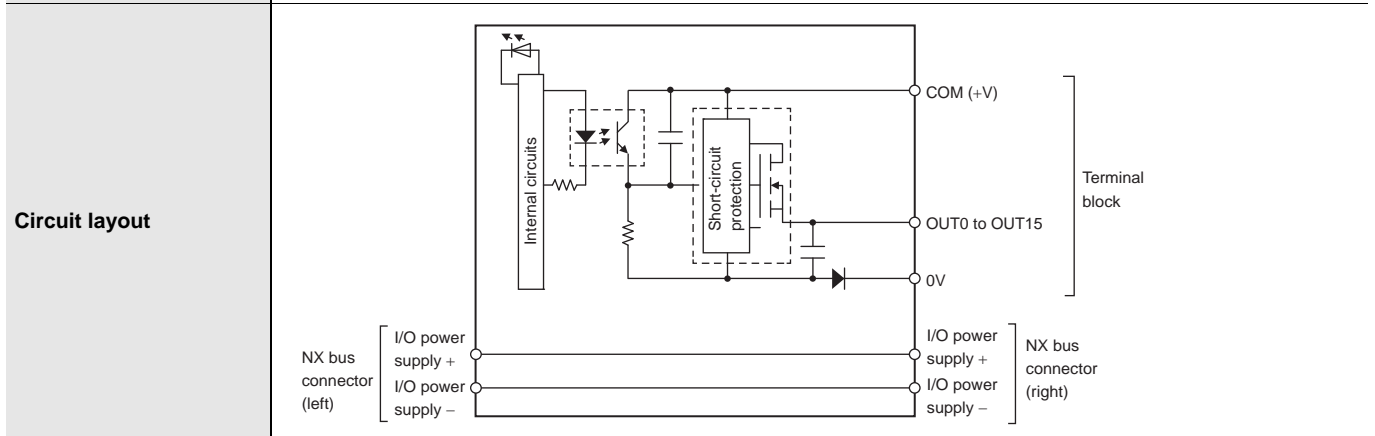 Circuit layout
Internal circuits
Short-circuit
protection
COM (+V)
OUT0 to OUT15
0V
Terminal
block
NX bus
connector
(left)
I/O power
supply +
I/O power
supply −
I/O power
supply +
I/O power
supply −
NX bus
connector
(right)